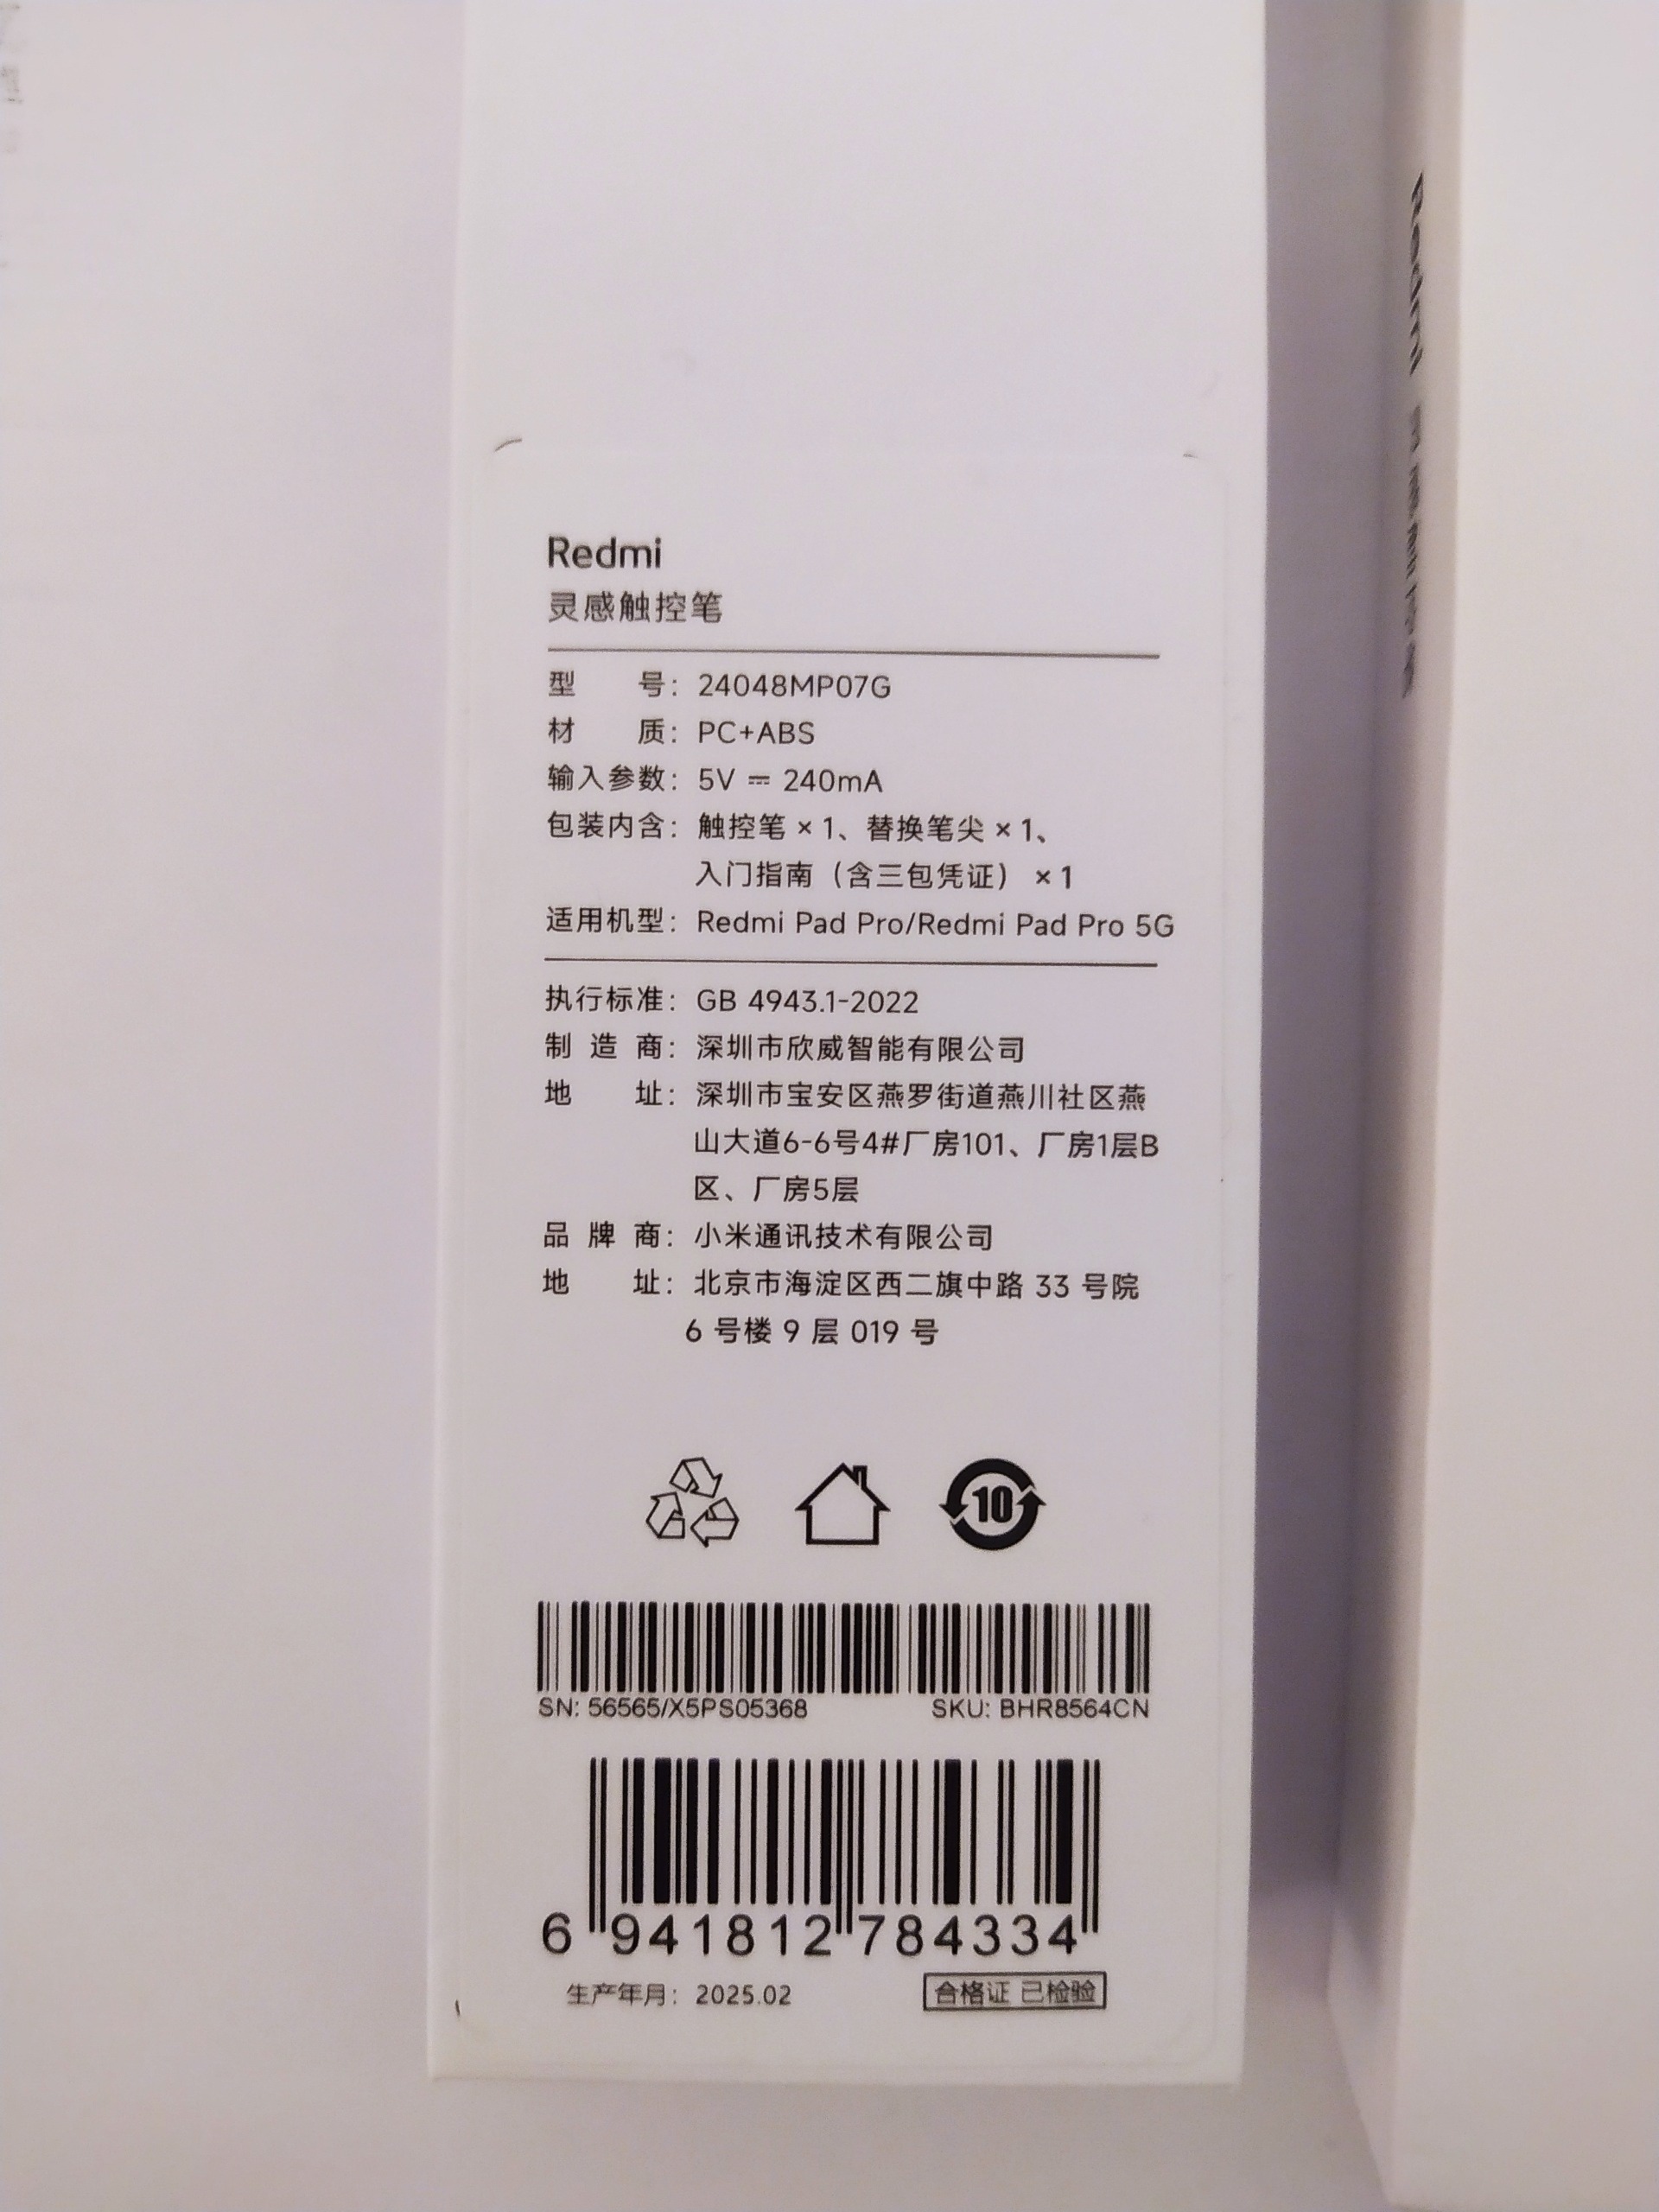 Redmi
灵感触控笔
型 号：24048MP07G
材 质：PC+ABS
输入参数：5V ⎓ 240mA
包装内含：触控笔 × 1、替换笔尖 × 1、
入门指南（含三包凭证） × 1
适用机型：Redmi Pad Pro/Redmi Pad Pro 5G
执行标准：GB 4943.1-2022
制 造 商：深圳市欣威智能有限公司
地 址：深圳市宝安区燕罗街道燕川社区燕
山大道6-6号4#厂房101、厂房1层B
区、厂房5层
品 牌 商：小米通讯技术有限公司
地 址：北京市海淀区西二旗中路 33 号院
6 号楼 9 层 019 号
10
SN: 56565/X5PS05368 SKU: BHR8564CN
6 941812 784334
生产年月：2025.02 合格证 已检验
Redmi